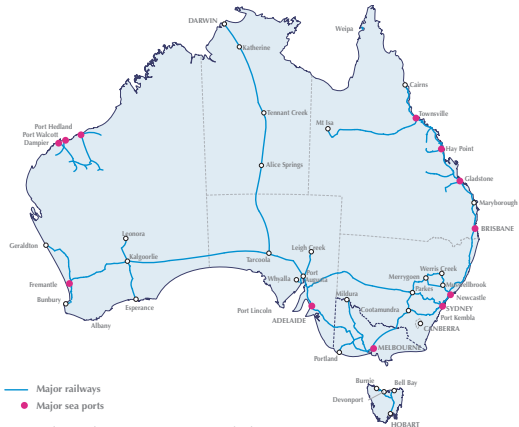 DARWIN
Katherine
Weipa
Cairns
Tennant Creek
Townsville
Mt Isa
Port Hedland
Port Walcott
Dampier
Hay Point
Alice Springs
Gladstone
Maryborough
BRISBANE
Leonora
Geraldton
Kalgoorlie
Tarcoola
Leigh Creek
Werris Creek
Merrygoen
Muswellbrook
Whyalla
Port
Augusta
Fremantle
Mildura
Parkes
Newcastle
Bunbury
Esperance
Albany
Port Lincoln
Cootamundra
SYDNEY
Port Kembla
ADELAIDE
CANBERRA
MELBOURNE
Portland
Burnie
Bell Bay
Devonport
HOBART
Major railways
Major sea ports